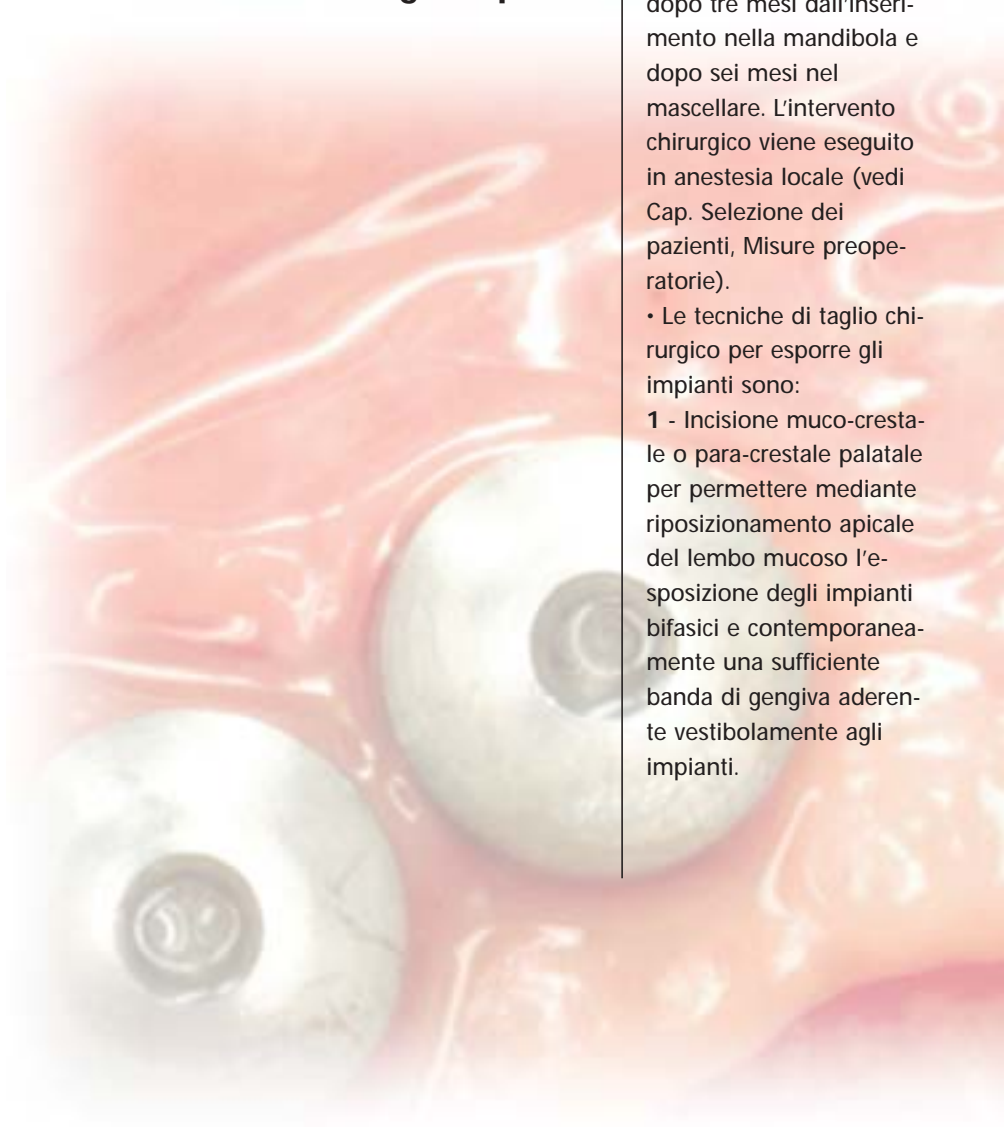 dopo tre mesi dall'inseri-
mento nella mandibola e
dopo sei mesi nel
mascellare. L'intervento
chirurgico viene eseguito
in anestesia locale (vedi
Cap. Selezione dei
pazienti, Misure preope-
ratorie).
• Le tecniche di taglio chi-
rurgico per esporre gli
impianti sono:
1 - Incisione muco-cresta-
le o para-crestale palatale
per permettere mediante
riposizionamento apicale
del lembo mucoso l'e-
sposizione degli impianti
bifasici e contemporanea-
mente una sufficiente
banda di gengiva aderen-
te vestibolamente agli
impianti.